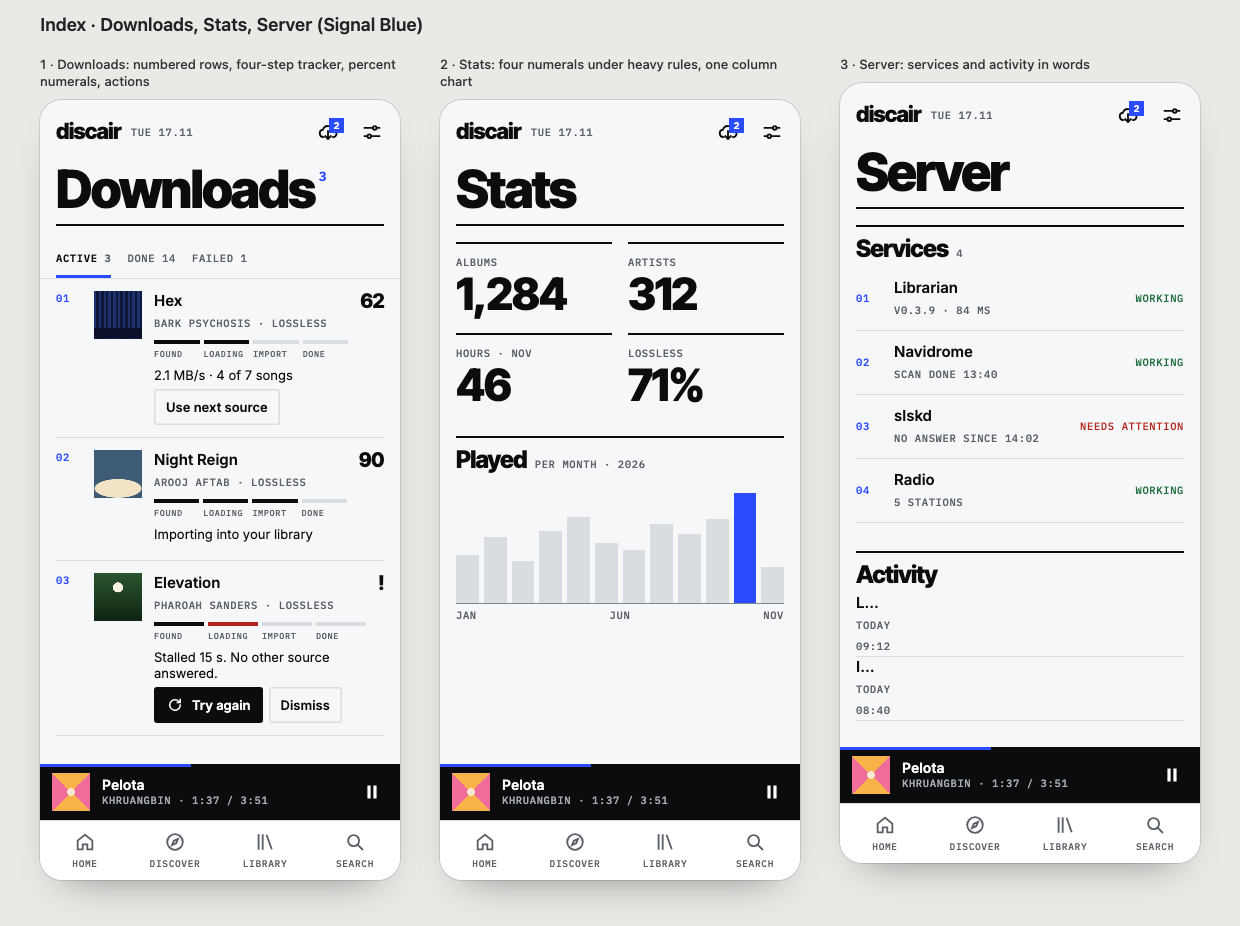 Index · Downloads, Stats, Server (Signal Blue)
1 · Downloads: numbered rows, four-step tracker, percent
numerals, actions
discair TUE 17.11 2
Downloads 3
ACTIVE 3 DONE 14 FAILED 1
01 Hex 62
BARK PSYCHOSIS · LOSSLESS
FOUND LOADING IMPORT DONE
2.1 MB/s · 4 of 7 songs
Use next source
02 Night Reign 90
AROOJ AFTAB · LOSSLESS
FOUND LOADING IMPORT DONE
Importing into your library
03 Elevation !
PHAROAH SANDERS · LOSSLESS
FOUND LOADING IMPORT DONE
Stalled 15 s. No other source
answered.
Try again Dismiss
Pelota
KHRUANGBIN · 1:37 / 3:51
HOME DISCOVER LIBRARY SEARCH
2 · Stats: four numerals under heavy rules, one column
chart
discair TUE 17.11 2
Stats
ALBUMS ARTISTS
1,284 312
HOURS · NOV LOSSLESS
46 71%
Played PER MONTH · 2026
JAN JUN NOV
Pelota
KHRUANGBIN · 1:37 / 3:51
HOME DISCOVER LIBRARY SEARCH
3 · Server: services and activity in words
discair TUE 17.11 2
Server
Services 4
Librarian
01 WORKING
V0.3.9 · 84 MS
Navidrome
02 WORKING
SCAN DONE 13:40
slskd
03 NEEDS ATTENTION
NO ANSWER SINCE 14:02
Radio
04 WORKING
5 STATIONS
Activity
L...
TODAY
09:12
I...
TODAY
08:40
Pelota
KHRUANGBIN · 1:37 / 3:51
HOME DISCOVER LIBRARY SEARCH